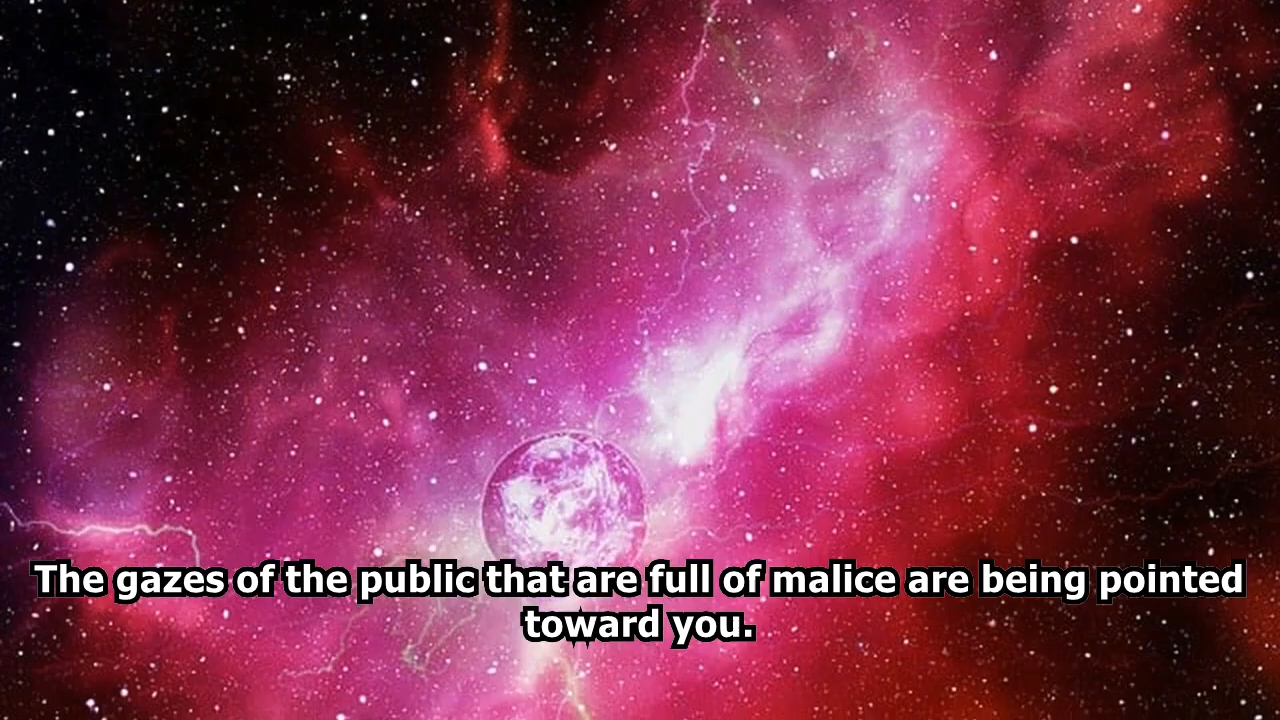 The gazes of the public that are full of malice are being pointed
toward you.